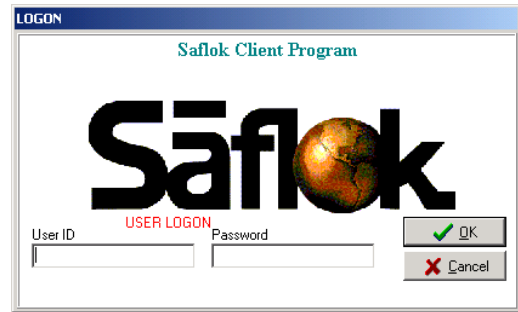 LOGON
Saflok Client Program
Sāflok
USER LOGON
User ID
Password
OK
Cancel